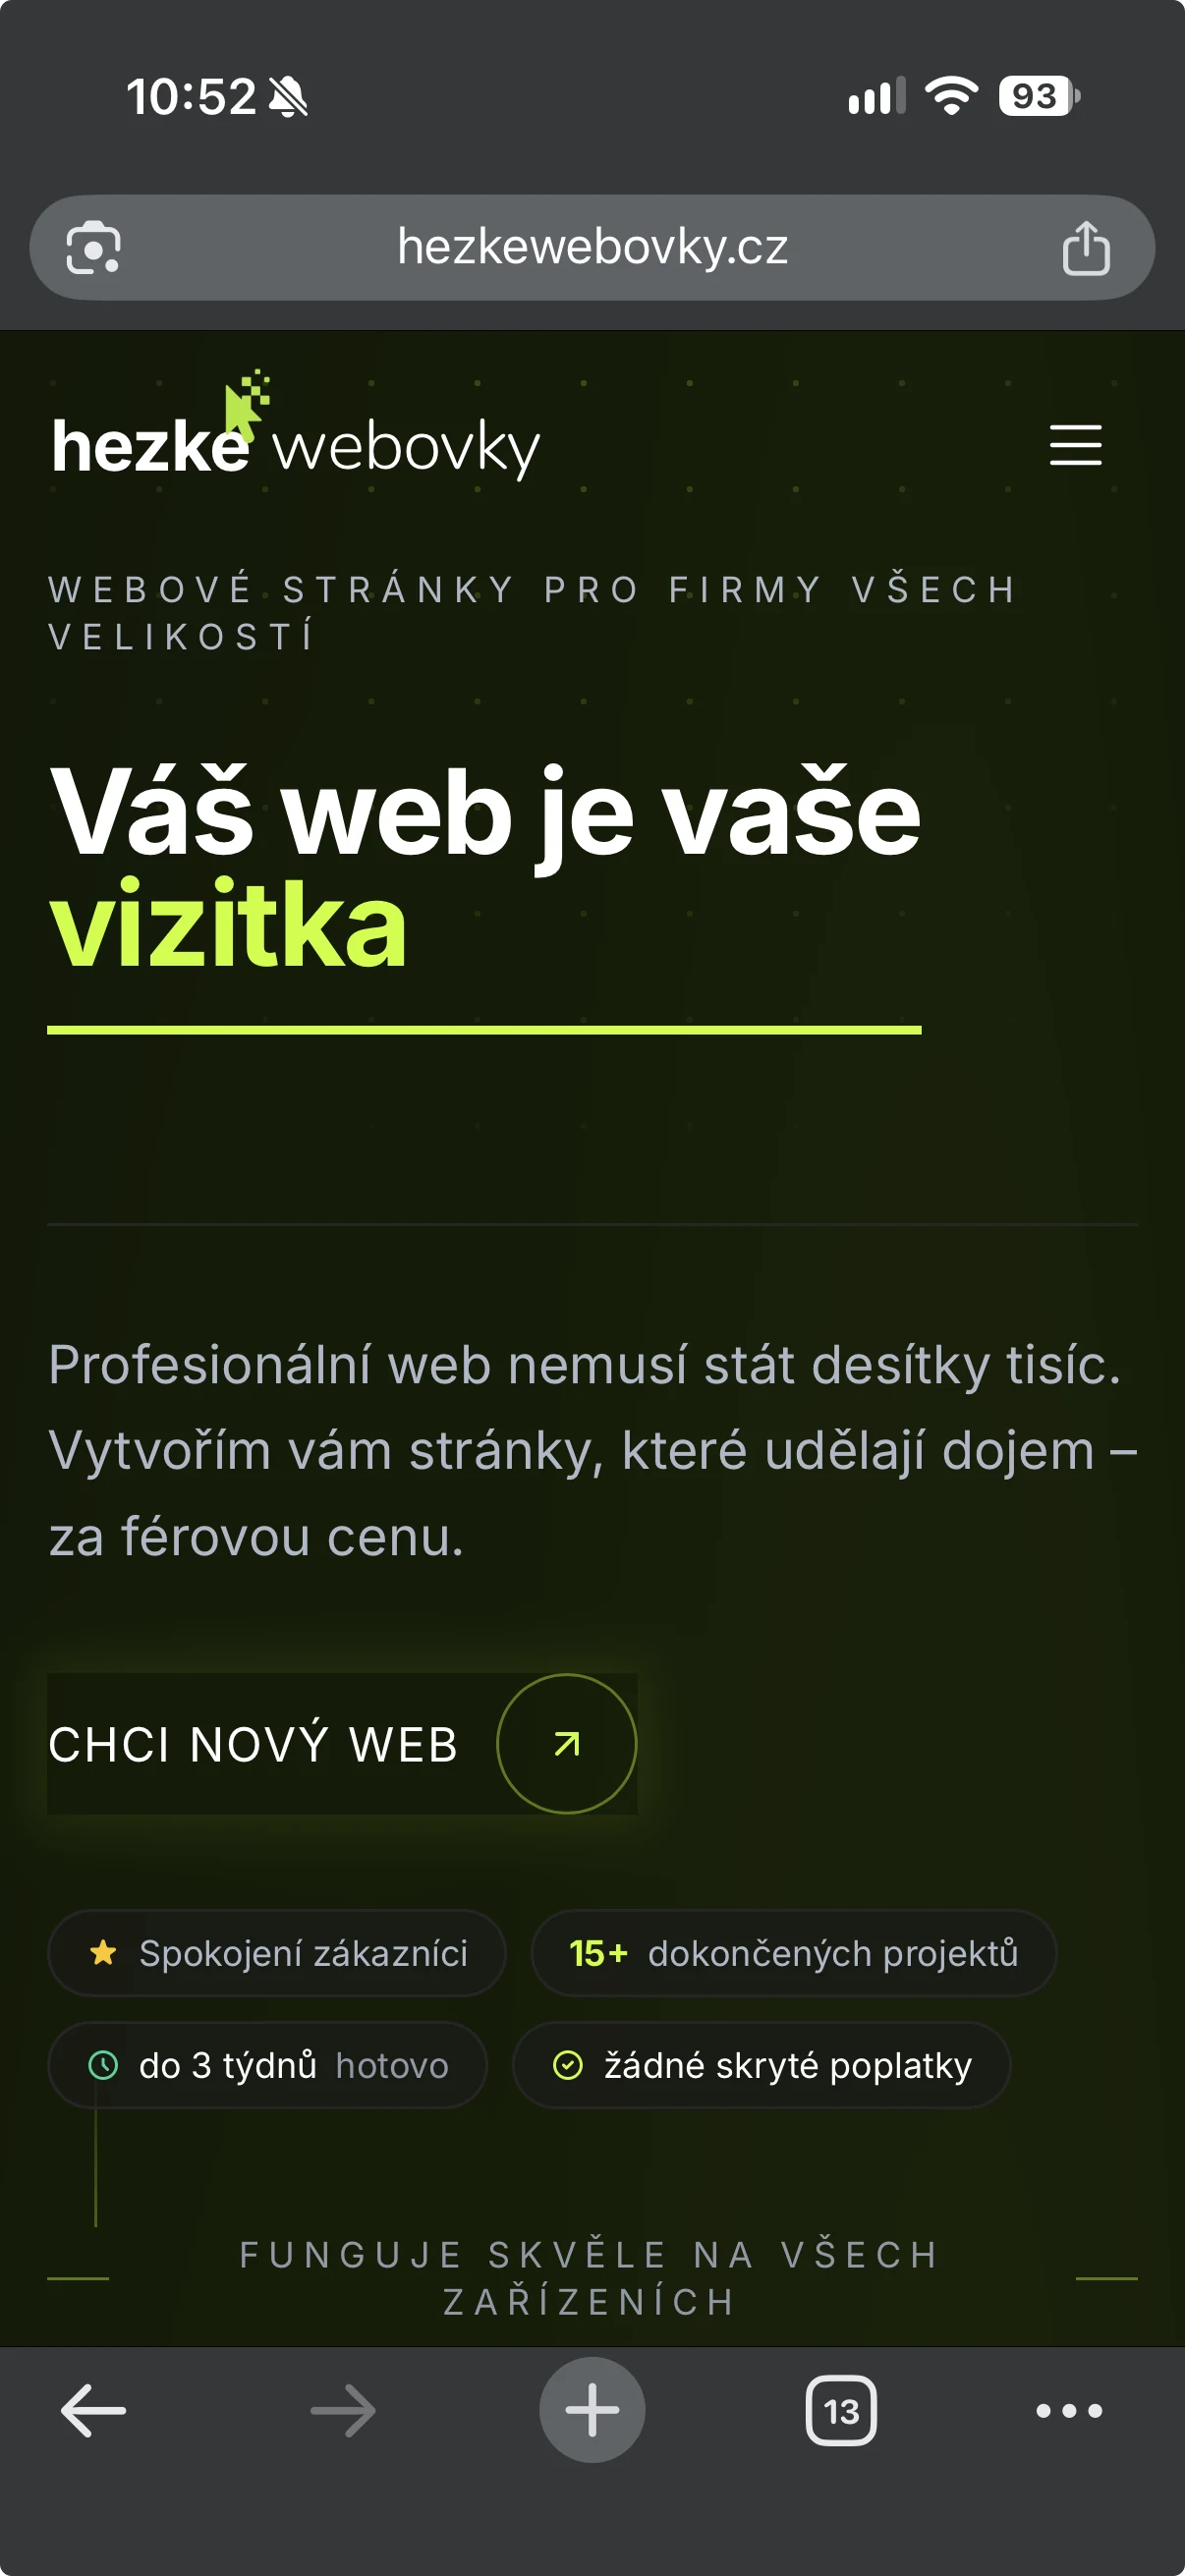 10:52
93
hezkewebovky.cz
hezke webovky
WEBOVÉ STRÁNKY PRO FIRMY VŠECH
VELIKOSTÍ
Váš web je vaše
vizitka
Profesionální web nemusí stát desítky tisíc.
Vytvořím vám stránky, které udělají dojem –
za férovou cenu.
CHCI NOVÝ WEB
Spokojení zákazníci
15+ dokončených projektů
do 3 týdnů hotovo
žádné skryté poplatky
FUNGUJE SKVĚLE NA VŠECH
ZAŘÍZENÍCH
13